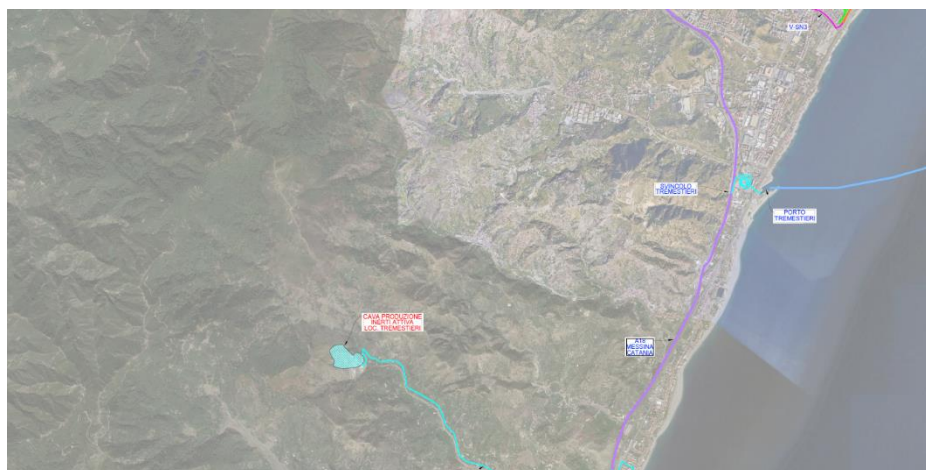 V-SN3
SVINCOLO
TREMESTIERI
PORTO
TREMESTIERI
CAVA PRODUZIONE
INERTI ATTIVA
LOC. TREMESTIERI
A18
MESSINA
CATANIA